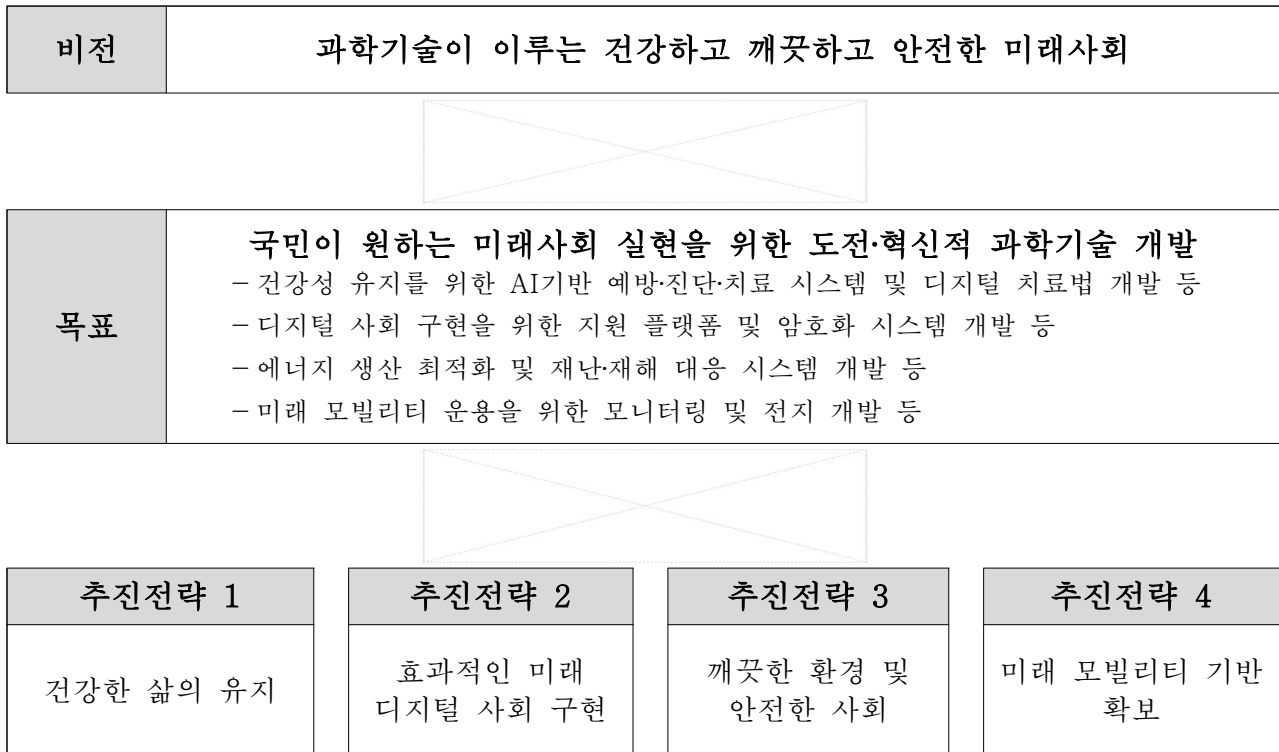 비전
과학기술이 이루는 건강하고 깨끗하고 안전한 미래사회
목표
국민이 원하는 미래사회 실현을 위한 도전·혁신적 과학기술 개발
– 건강성 유지를 위한 AI기반 예방·진단·치료 시스템 및 디지털 치료법 개발 등
– 디지털 사회 구현을 위한 지원 플랫폼 및 암호화 시스템 개발 등
– 에너지 생산 최적화 및 재난·재해 대응 시스템 개발 등
– 미래 모빌리티 운용을 위한 모니터링 및 전지 개발 등
추진전략 1
건강한 삶의 유지
추진전략 2
효과적인 미래
디지털 사회 구현
추진전략 3
깨끗한 환경 및
안전한 사회
추진전략 4
미래 모빌리티 기반
확보